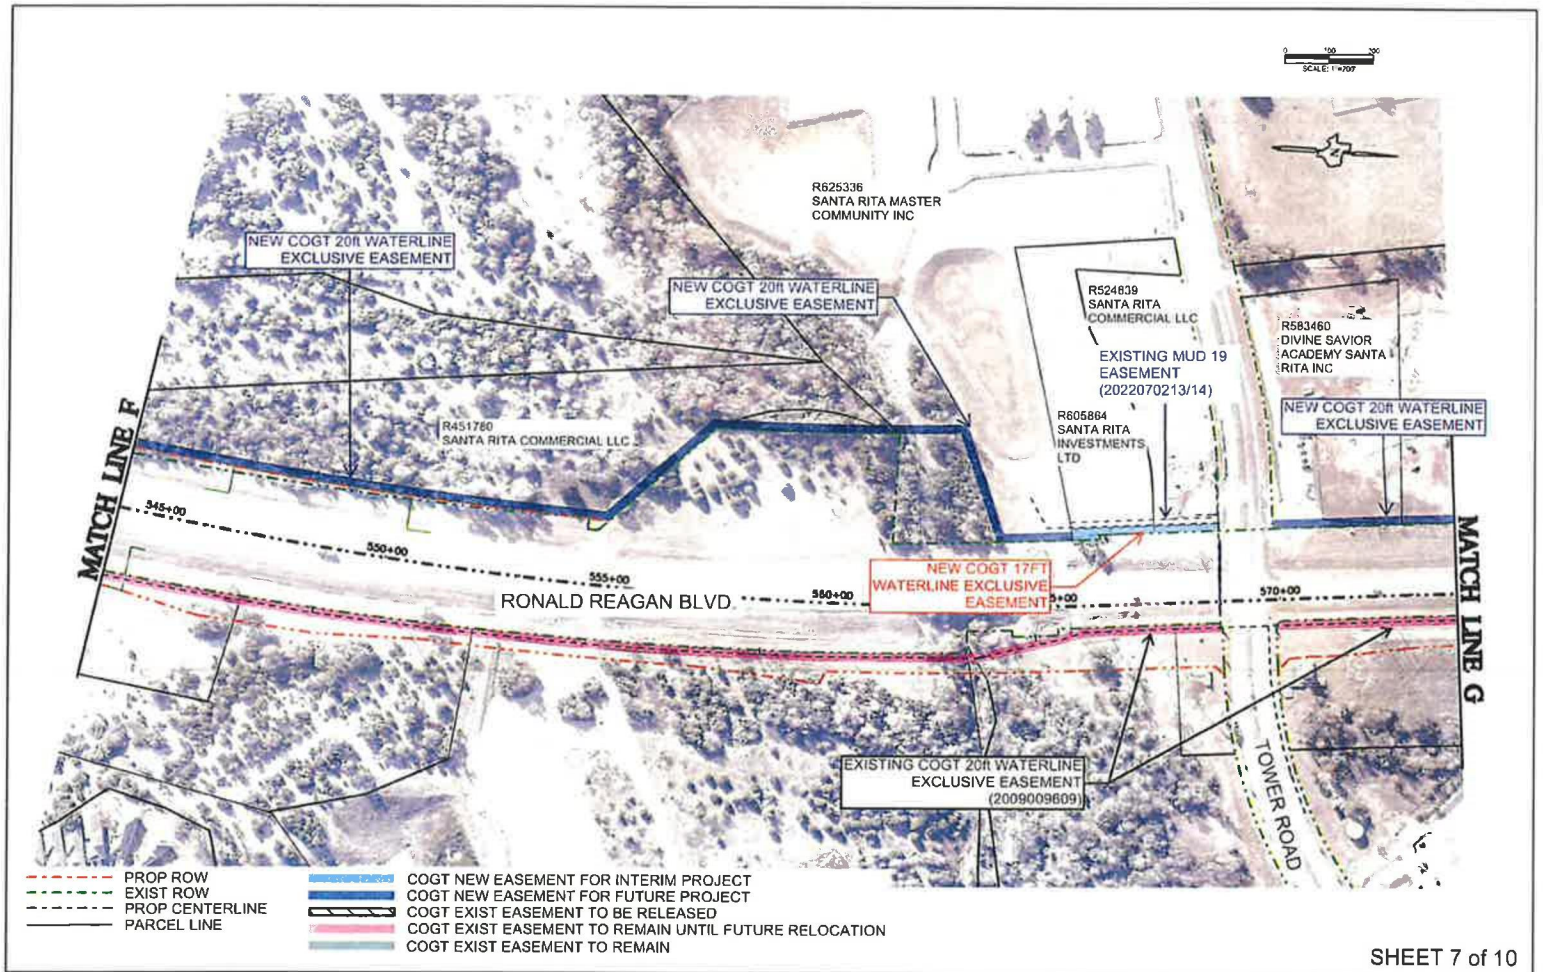 0 100 200
SCALE: 1"=200'
N
R625336
SANTA RITA MASTER
COMMUNITY INC
NEW COGT 20ft WATERLINE
EXCLUSIVE EASEMENT
NEW COGT 20ft WATERLINE
EXCLUSIVE EASEMENT
R524839
SANTA RITA
COMMERCIAL LLC
EXISTING MUD 19
EASEMENT
(2022070213/14)
R583460
DIVINE SAVIOR
ACADEMY SANTA
RITA INC
NEW COGT 20ft WATERLINE
EXCLUSIVE EASEMENT
R451780
SANTA RITA COMMERCIAL LLC
R605864
SANTA RITA
INVESTMENTS
LTD
MATCH LINE F
545+00
550+00
555+00
RONALD REAGAN BLVD
560+00
NEW COGT 17FT
WATERLINE EXCLUSIVE
EASEMENT
5+00
570+00
MATCH LINE G
EXISTING COGT 20ft WATERLINE
EXCLUSIVE EASEMENT
(2009009609)
TOWER ROAD
PROP ROW
EXIST ROW
PROP CENTERLINE
PARCEL LINE
COGT NEW EASEMENT FOR INTERIM PROJECT
COGT NEW EASEMENT FOR FUTURE PROJECT
COGT EXIST EASEMENT TO BE RELEASED
COGT EXIST EASEMENT TO REMAIN UNTIL FUTURE RELOCATION
COGT EXIST EASEMENT TO REMAIN
SHEET 7 of 10